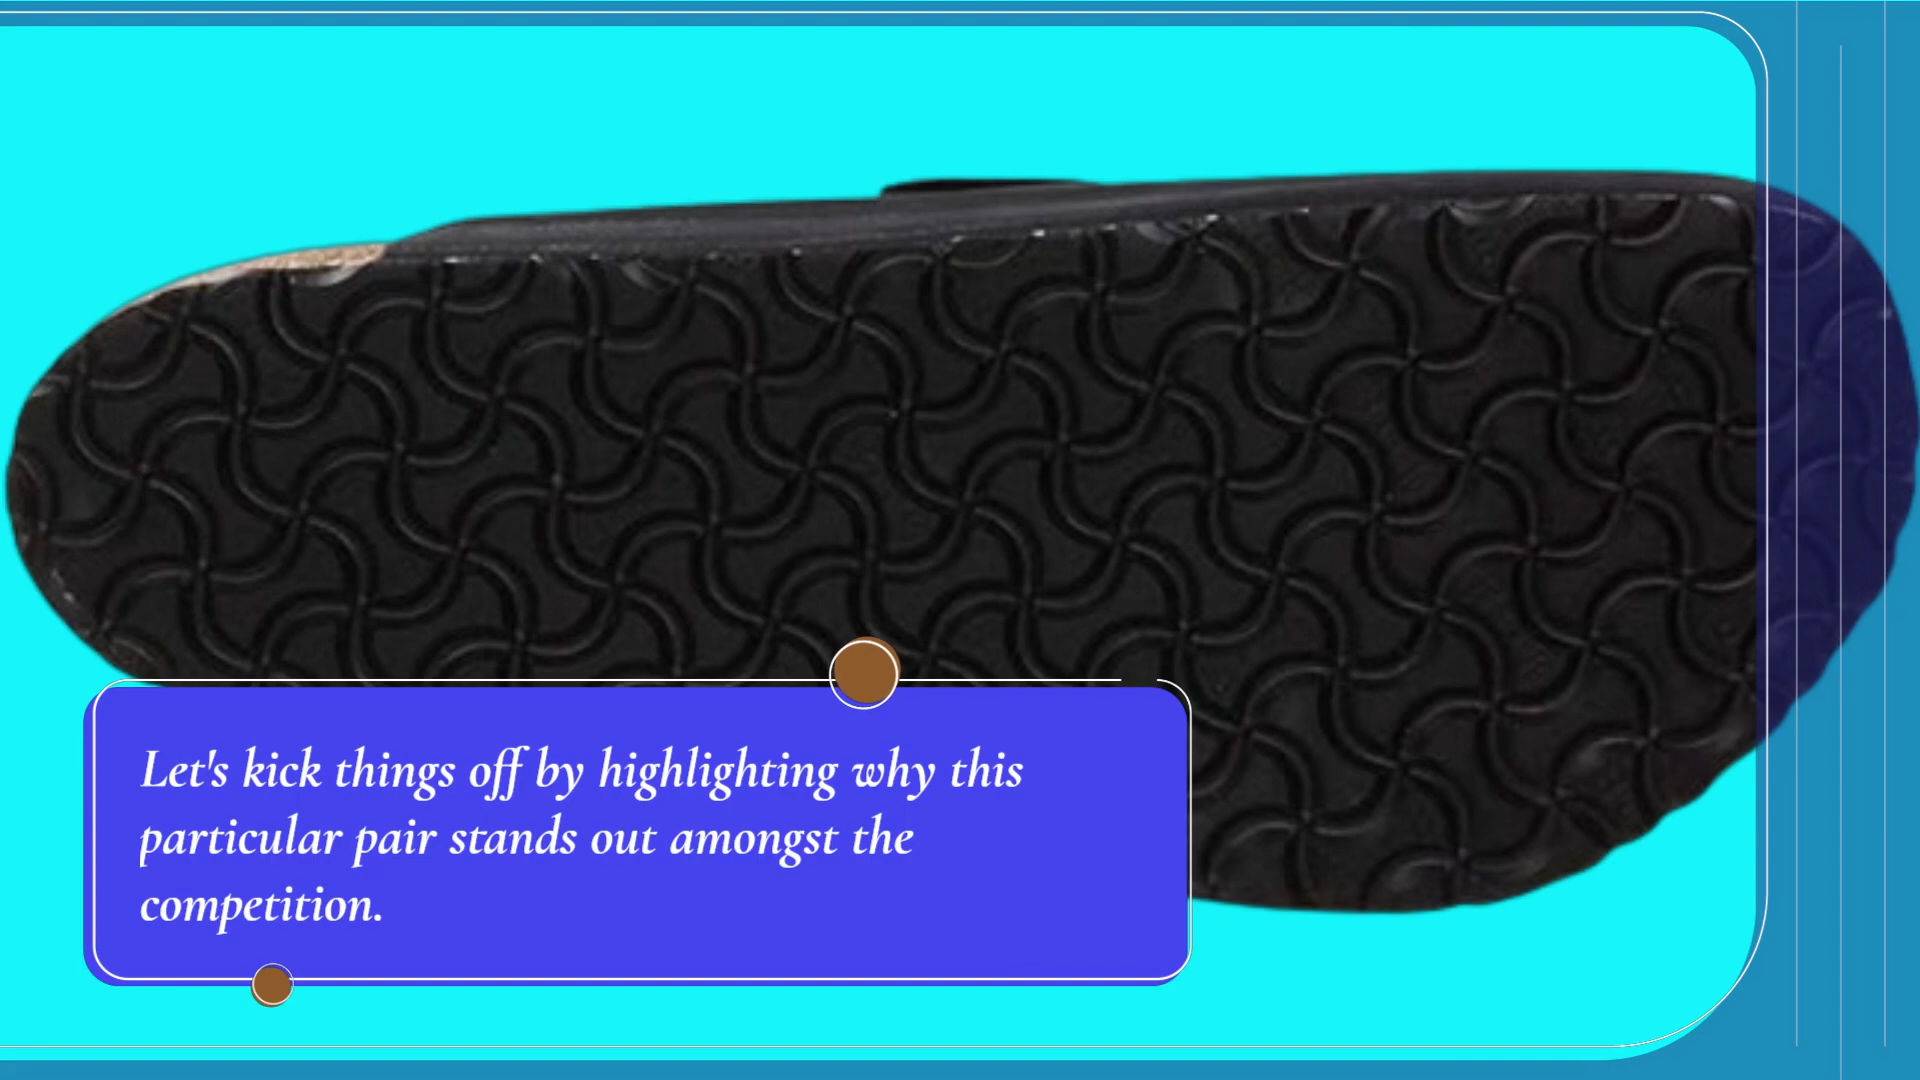 Let's kick things off by highlighting why this
particular pair stands out amongst the
competition.